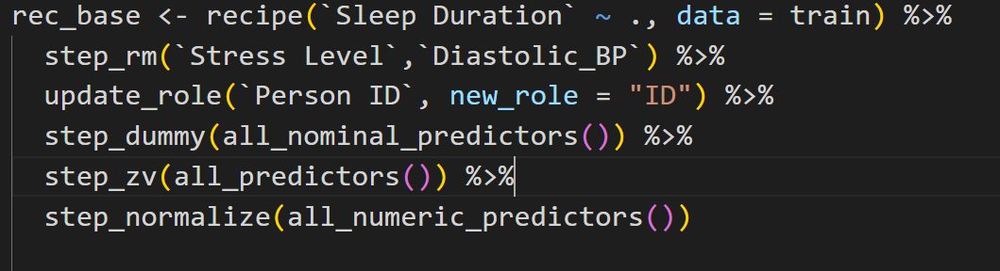 rec_base <- recipe(`Sleep Duration` ~ ., data = train) %>%
  step_rm(`Stress Level`,`Diastolic_BP`) %>%
  update_role(`Person ID`, new_role = "ID") %>%
  step_dummy(all_nominal_predictors()) %>%
  step_zv(all_predictors()) %>%
  step_normalize(all_numeric_predictors())